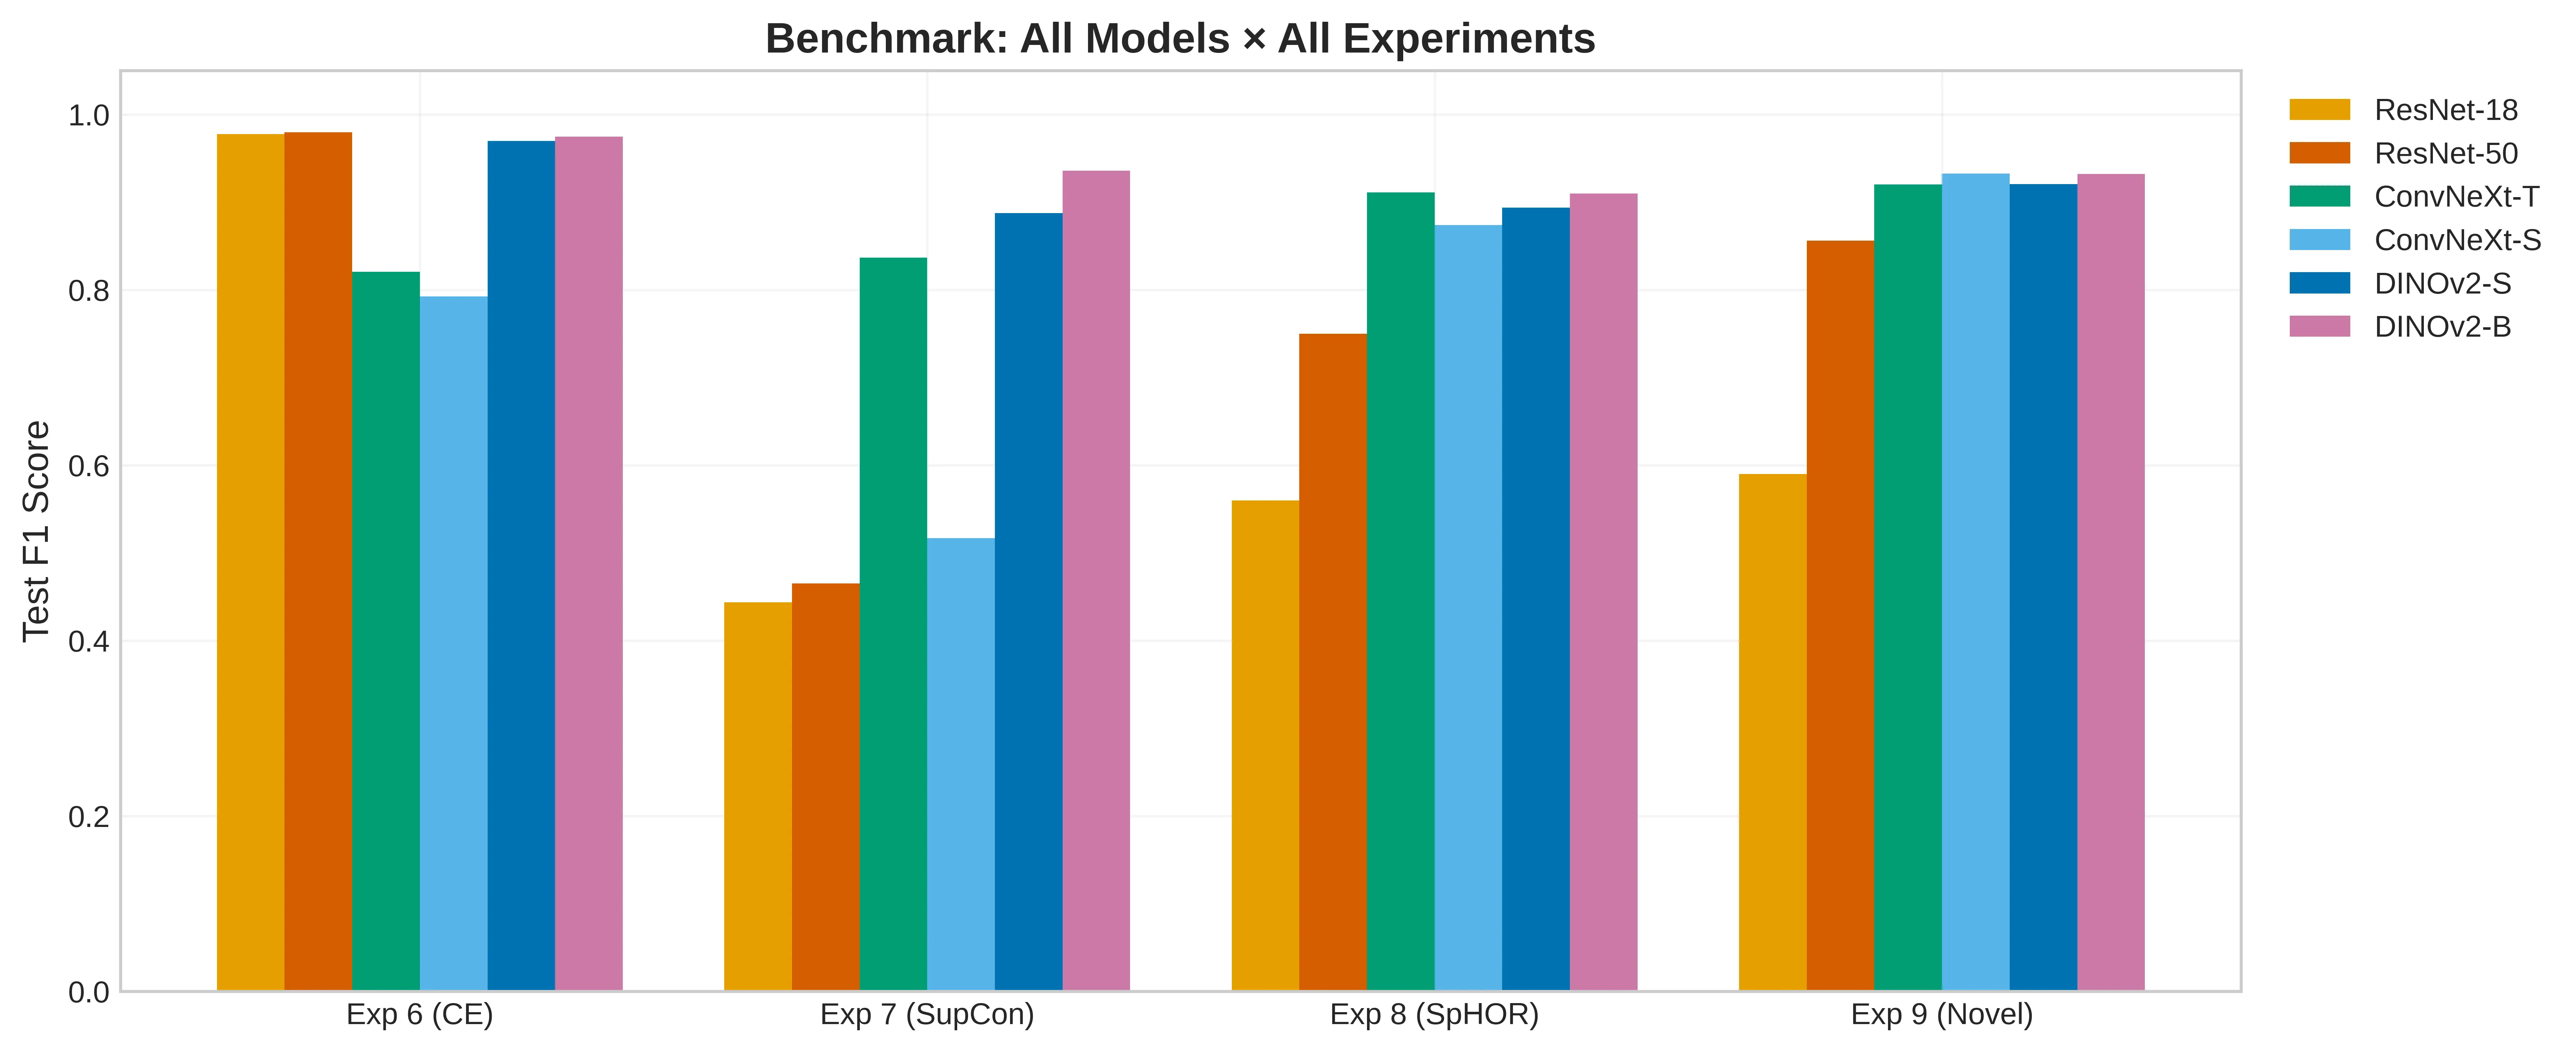 Benchmark: All Models × All Experiments
Test F1 Score
1.0
0.8
0.6
0.4
0.2
0.0
Exp 6 (CE)
Exp 7 (SupCon)
Exp 8 (SpHOR)
Exp 9 (Novel)
ResNet-18
ResNet-50
ConvNeXt-T
ConvNeXt-S
DINOv2-S
DINOv2-B